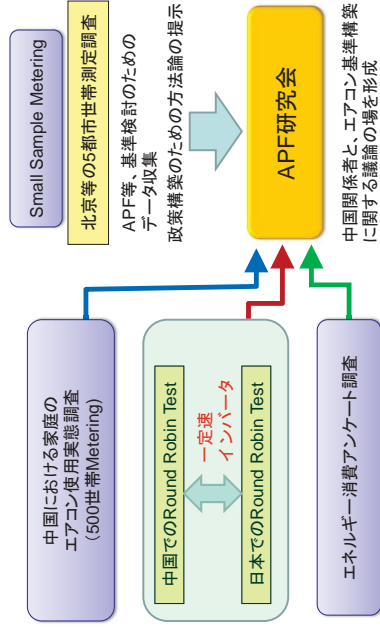 中国における家庭の
エアコン使用実態調査
(500世帯Metering)
中国でのRound Robin Test
一定速
インバータ
日本でのRound Robin Test
エネルギー消費アンケート調査
Small Sample Metering
北京等の5都市世帯測定調査
APF等、基準検討のための
データ収集
政策構築のための方法論の提示
APF研究会
中国関係者と、エアコン基準構築
に関する議論の場を形成